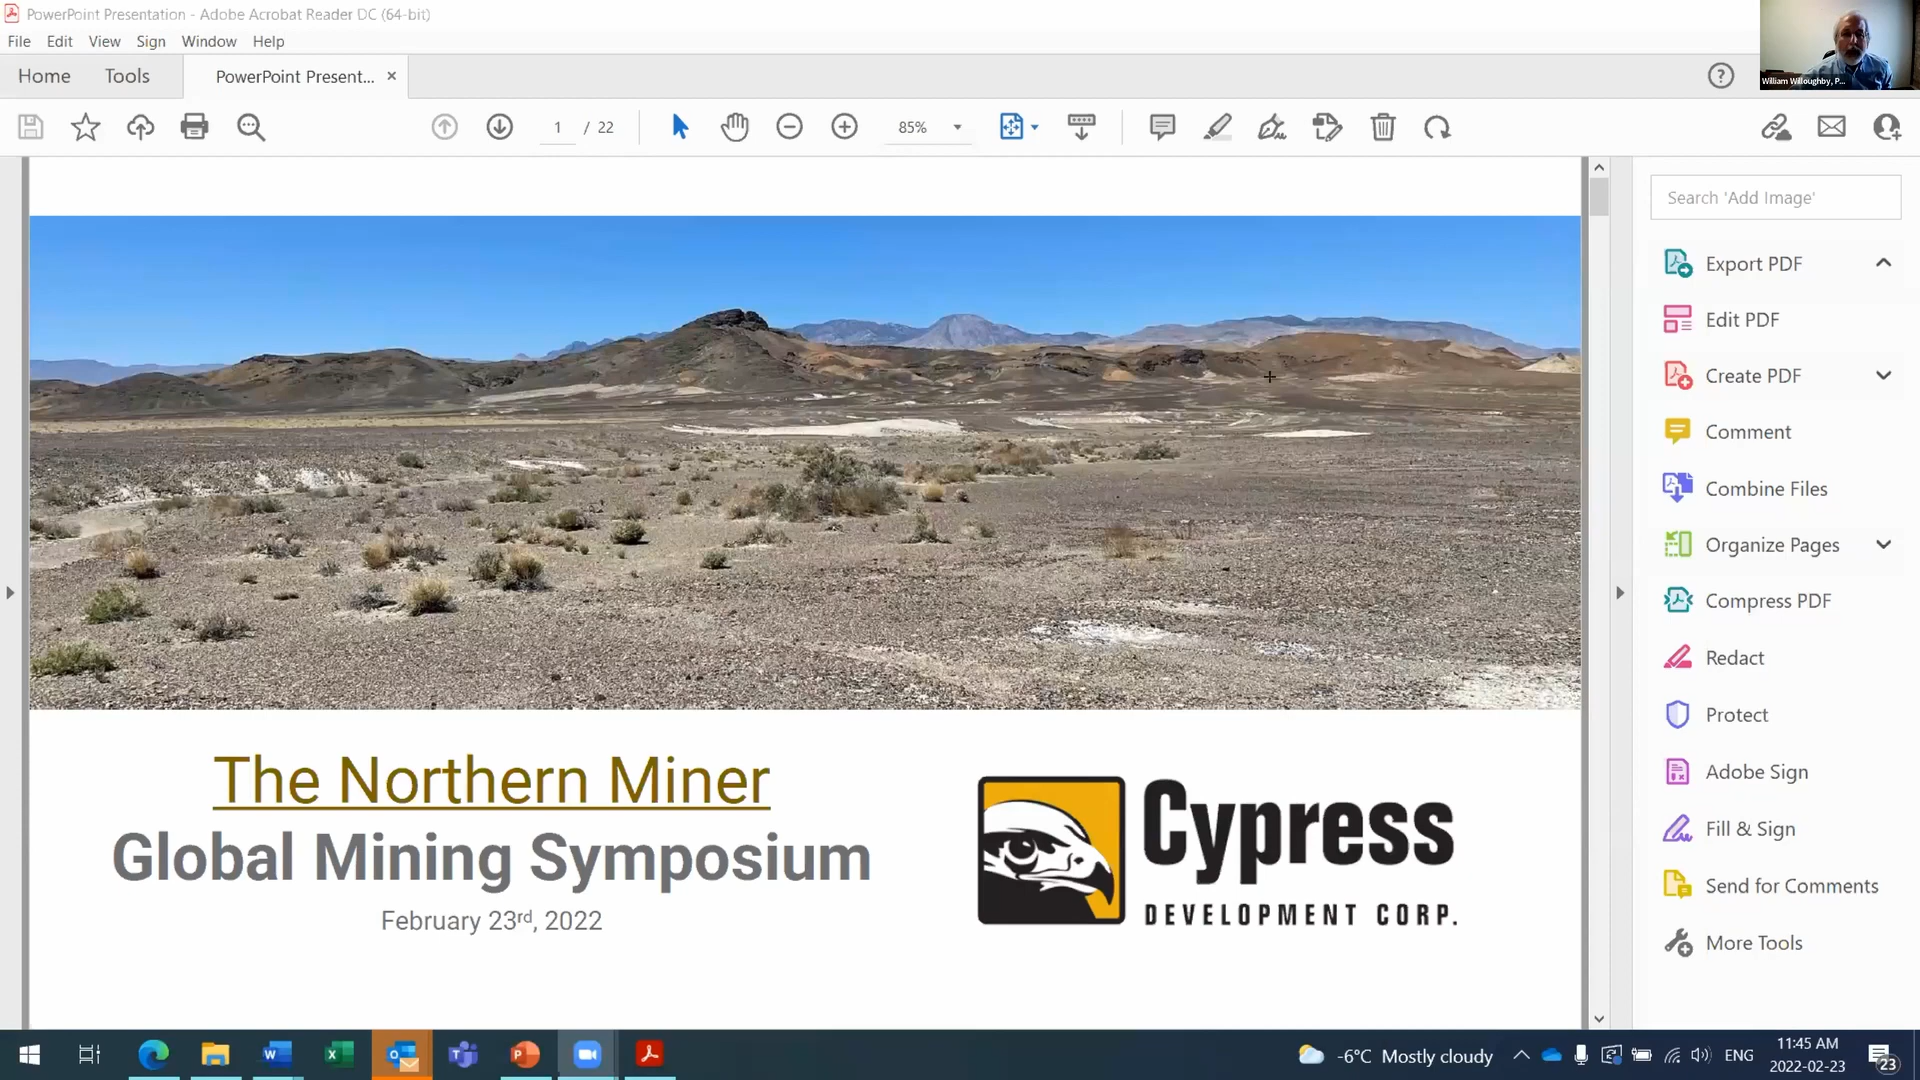 PowerPoint Presentation - Adobe Acrobat Reader DC (64-bit)
File Edit View Sign Window Help
William Willoughby, P...
Home Tools PowerPoint Present... ×
1 / 22 85%
Search 'Add Image'
Export PDF
Edit PDF
Create PDF
Comment
Combine Files
Organize Pages
Compress PDF
Redact
Protect
Adobe Sign
Fill & Sign
Send for Comments
More Tools
The Northern Miner
Global Mining Symposium
February 23rd, 2022
Cypress
DEVELOPMENT CORP.
-6°C Mostly cloudy
ENG
11:45 AM
2022-02-23
23